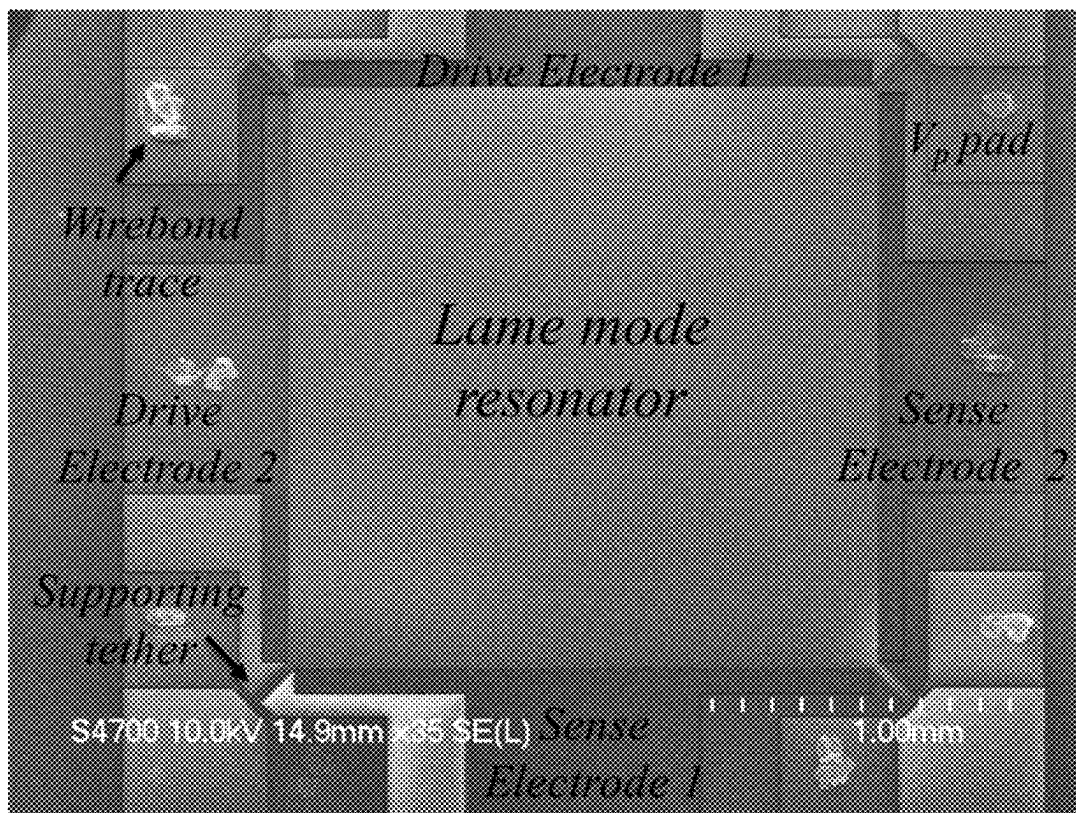 Drive Electrode 1
V_p pad
Wirebond
trace
Lame mode
resonator
Drive
Electrode 2
Sense
Electrode 2
Supporting
tether
S4700 10.0kV 14.9mm x35 SE(L)
1.00mm
Sense
Electrode 1